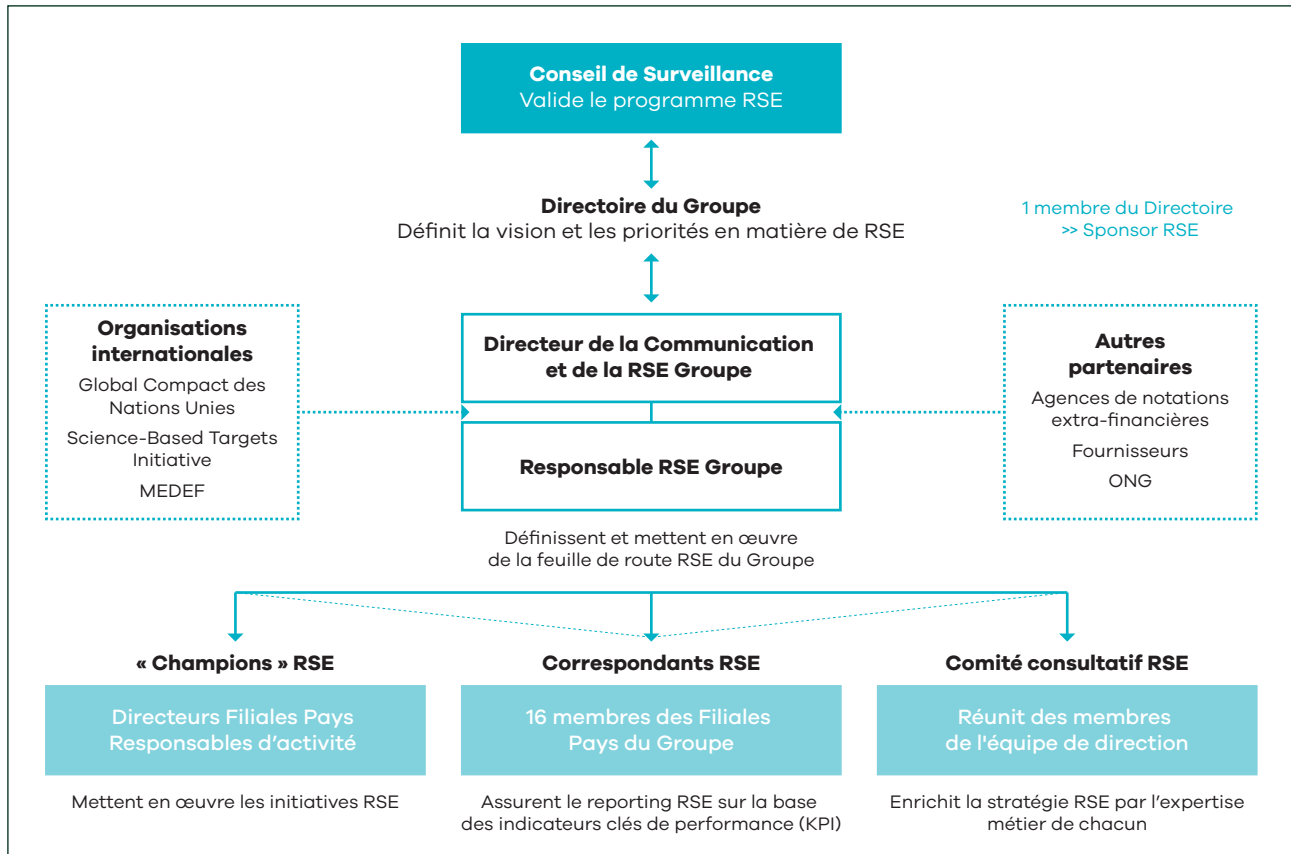 Conseil de Surveillance
Valide le programme RSE
Directoire du Groupe
Définit la vision et les priorités en matière de RSE
1 membre du Directoire
>> Sponsor RSE
Organisations
internationales
Global Compact des
Nations Unies
Science-Based Targets
Initiative
MEDEF
Directeur de la Communication
et de la RSE Groupe
Responsable RSE Groupe
Autres
partenaires
Agences de notations
extra-financières
Fournisseurs
ONG
Définissent et mettent en œuvre
de la feuille de route RSE du Groupe
« Champions » RSE
Directeurs Filiales Pays
Responsables d’activité
Mettent en œuvre les initiatives RSE
Correspondants RSE
16 membres des Filiales
Pays du Groupe
Assurent le reporting RSE sur la base
des indicateurs clés de performance (KPI)
Comité consultatif RSE
Réunit des membres
de l'équipe de direction
Enrichit la stratégie RSE par l’expertise
métier de chacun